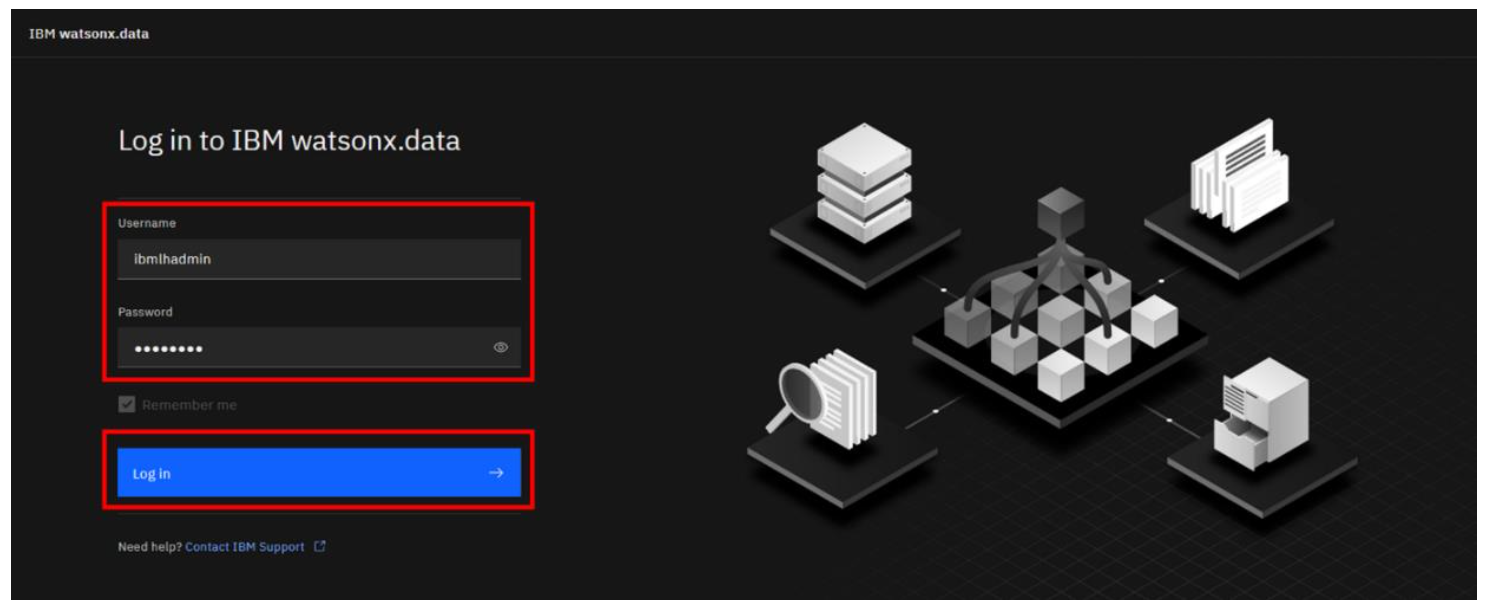 IBM watsonx.data
Log in to IBM watsonx.data
Username
ibmlhadmin
Password
••••••••
Remember me
Log in
Need help? Contact IBM Support